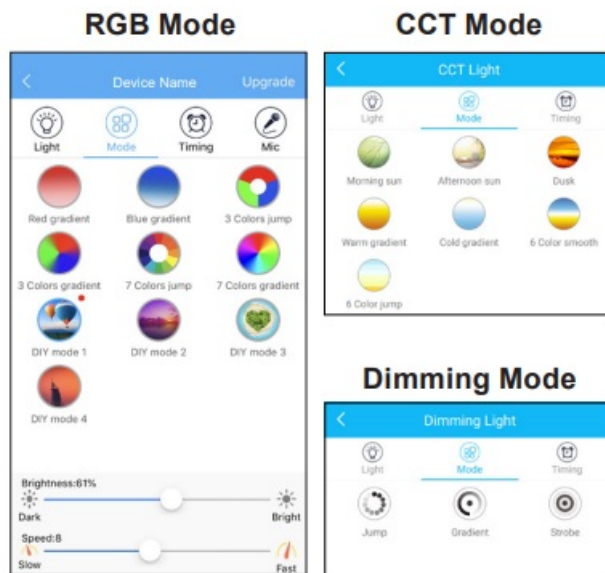 RGB Mode
Device Name
Upgrade
Light
Mode
Timing
Mic
Red gradient
Blue gradient
3 Colors jump
3 Colors gradient
7 Colors jump
7 Colors gradient
DIY mode 1
DIY mode 2
DIY mode 3
DIY mode 4
Brightness:61%
Dark
Bright
Speed:8
Slow
Fast
CCT Mode
CCT Light
Light
Mode
Timing
Morning sun
Afternoon sun
Dusk
Warm gradient
Cold gradient
6 Color smooth
6 Color jump
Dimming Mode
Dimming Light
Light
Mode
Timing
Jump
Gradient
Strobe